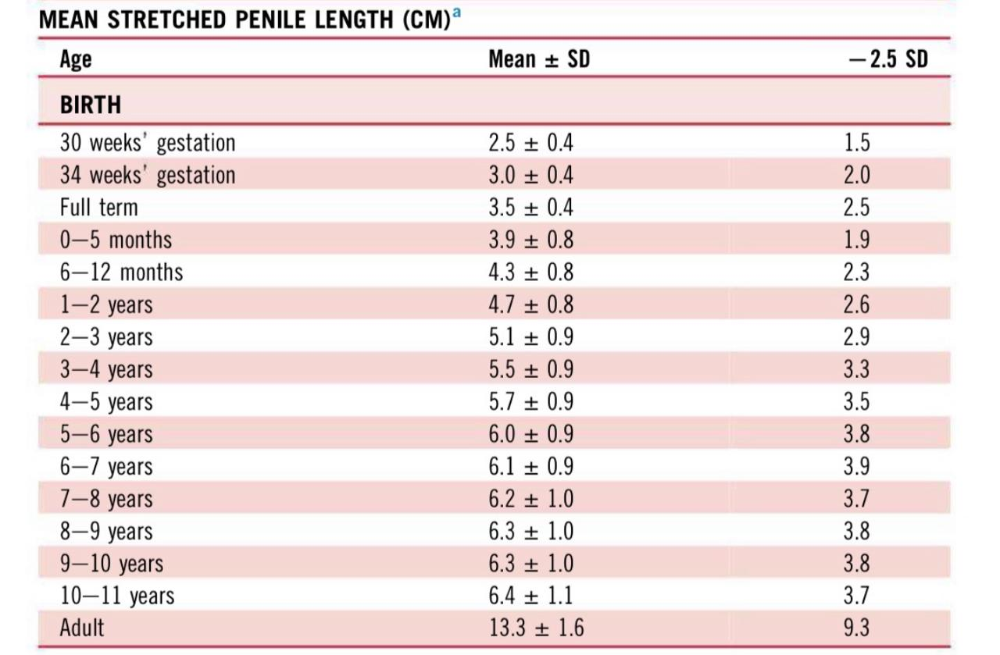 MEAN STRETCHED PENILE LENGTH (CM)a
Age Mean ± SD −2.5 SD
BIRTH
30 weeks' gestation 2.5 ± 0.4 1.5
34 weeks' gestation 3.0 ± 0.4 2.0
Full term 3.5 ± 0.4 2.5
0–5 months 3.9 ± 0.8 1.9
6–12 months 4.3 ± 0.8 2.3
1–2 years 4.7 ± 0.8 2.6
2–3 years 5.1 ± 0.9 2.9
3–4 years 5.5 ± 0.9 3.3
4–5 years 5.7 ± 0.9 3.5
5–6 years 6.0 ± 0.9 3.8
6–7 years 6.1 ± 0.9 3.9
7–8 years 6.2 ± 1.0 3.7
8–9 years 6.3 ± 1.0 3.8
9–10 years 6.3 ± 1.0 3.8
10–11 years 6.4 ± 1.1 3.7
Adult 13.3 ± 1.6 9.3